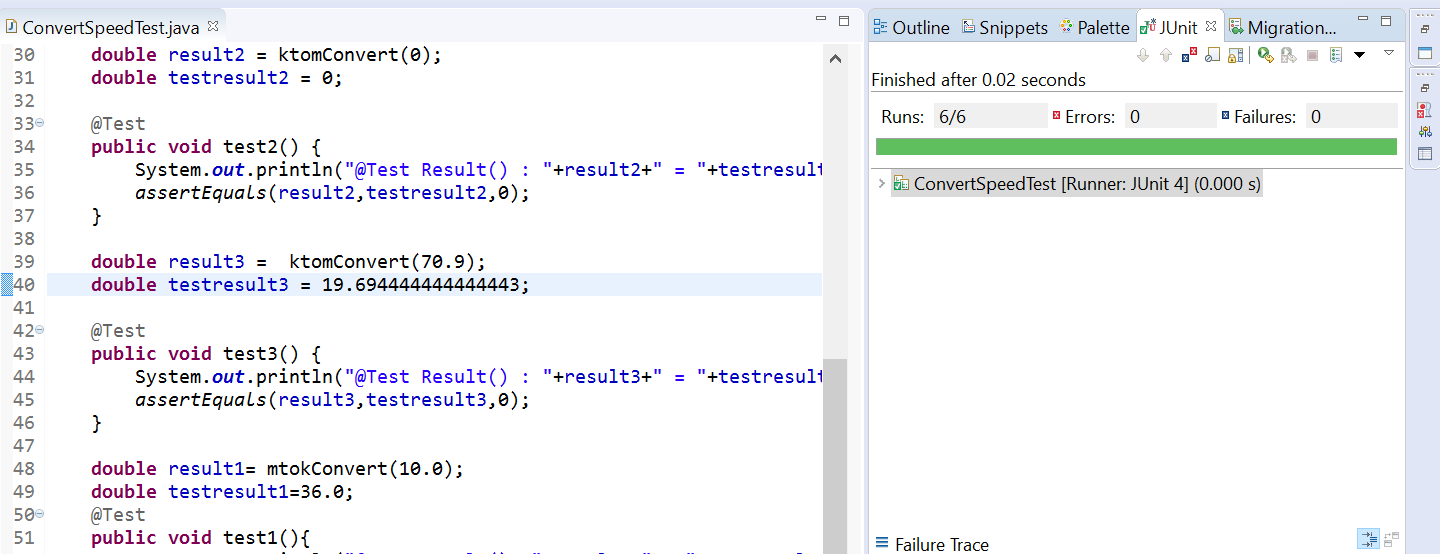 ConvertSpeedTest.java
30 double result2 = ktomConvert(0);
31 double testresult2 = 0;
32
33 @Test
34 public void test2() {
35 System.out.println("@Test Result() : "+result2+" = "+testresult
36 assertEquals(result2,testresult2,0);
37 }
38
39 double result3 =  ktomConvert(70.9);
40 double testresult3 = 19.694444444444443;
41
42 @Test
43 public void test3() {
44 System.out.println("@Test Result() : "+result3+" = "+testresult
45 assertEquals(result3,testresult3,0);
46 }
47
48 double result1= mtokConvert(10.0);
49 double testresult1=36.0;
50 @Test
51 public void test1(){
Outline Snippets Palette JUnit Migration...
Finished after 0.02 seconds
Runs: 6/6 Errors: 0 Failures: 0
ConvertSpeedTest [Runner: JUnit 4] (0.000 s)
Failure Trace